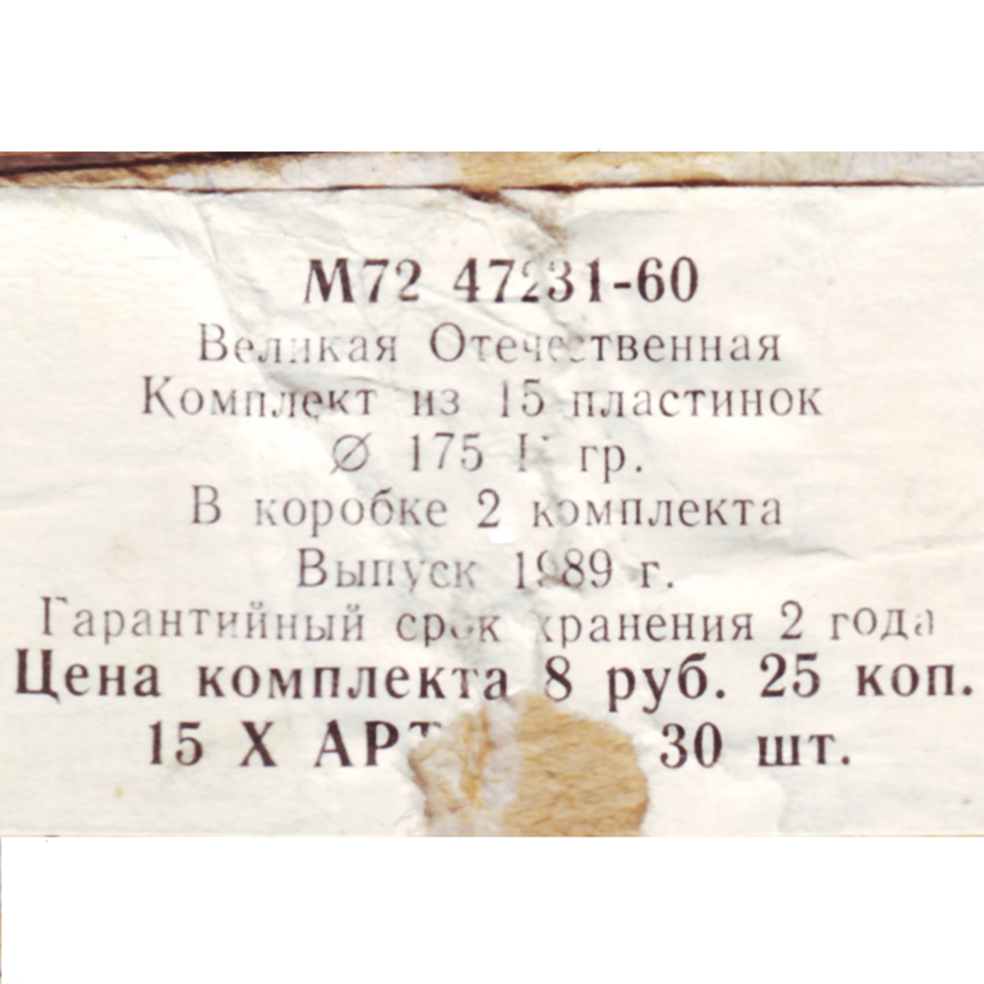 М72 47231-60
Великая Отечественная
Комплект из 15 пластинок
Ø 175 гр.
В коробке 2 комплекта
Выпуск 1989 г.
Гарантийный срок хранения 2 года
Цена комплекта 8 руб. 25 коп.
15 Х 30 шт.